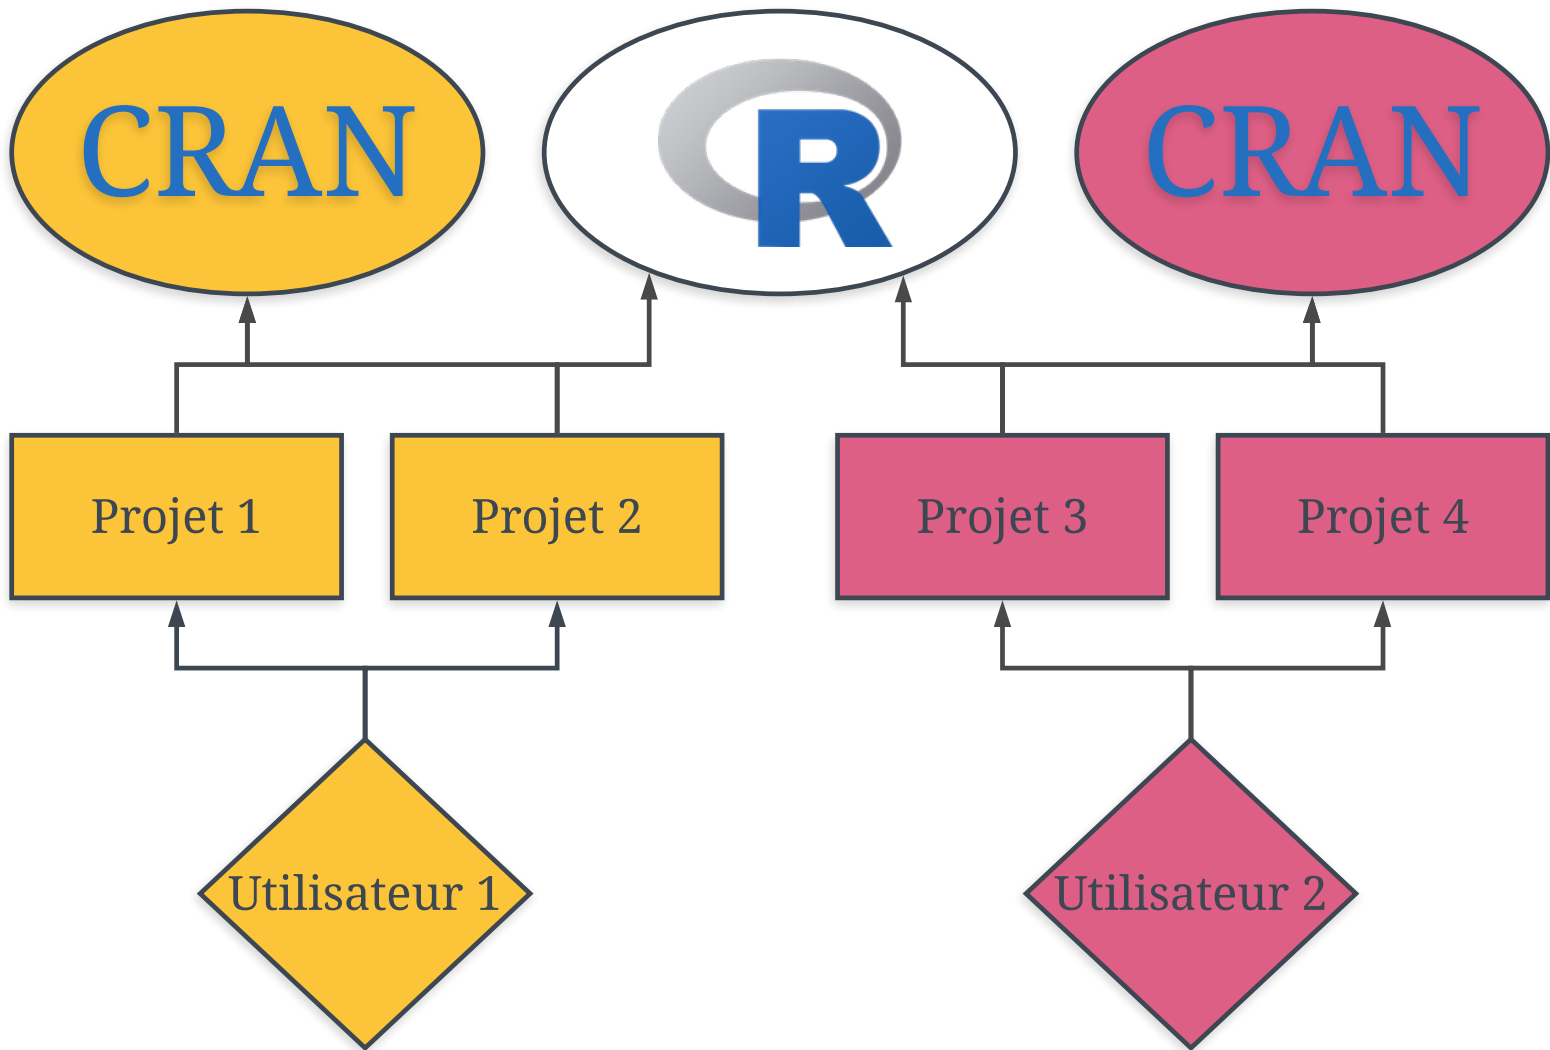 CRAN
R
CRAN
Projet 1
Projet 2
Projet 3
Projet 4
Utilisateur 1
Utilisateur 2